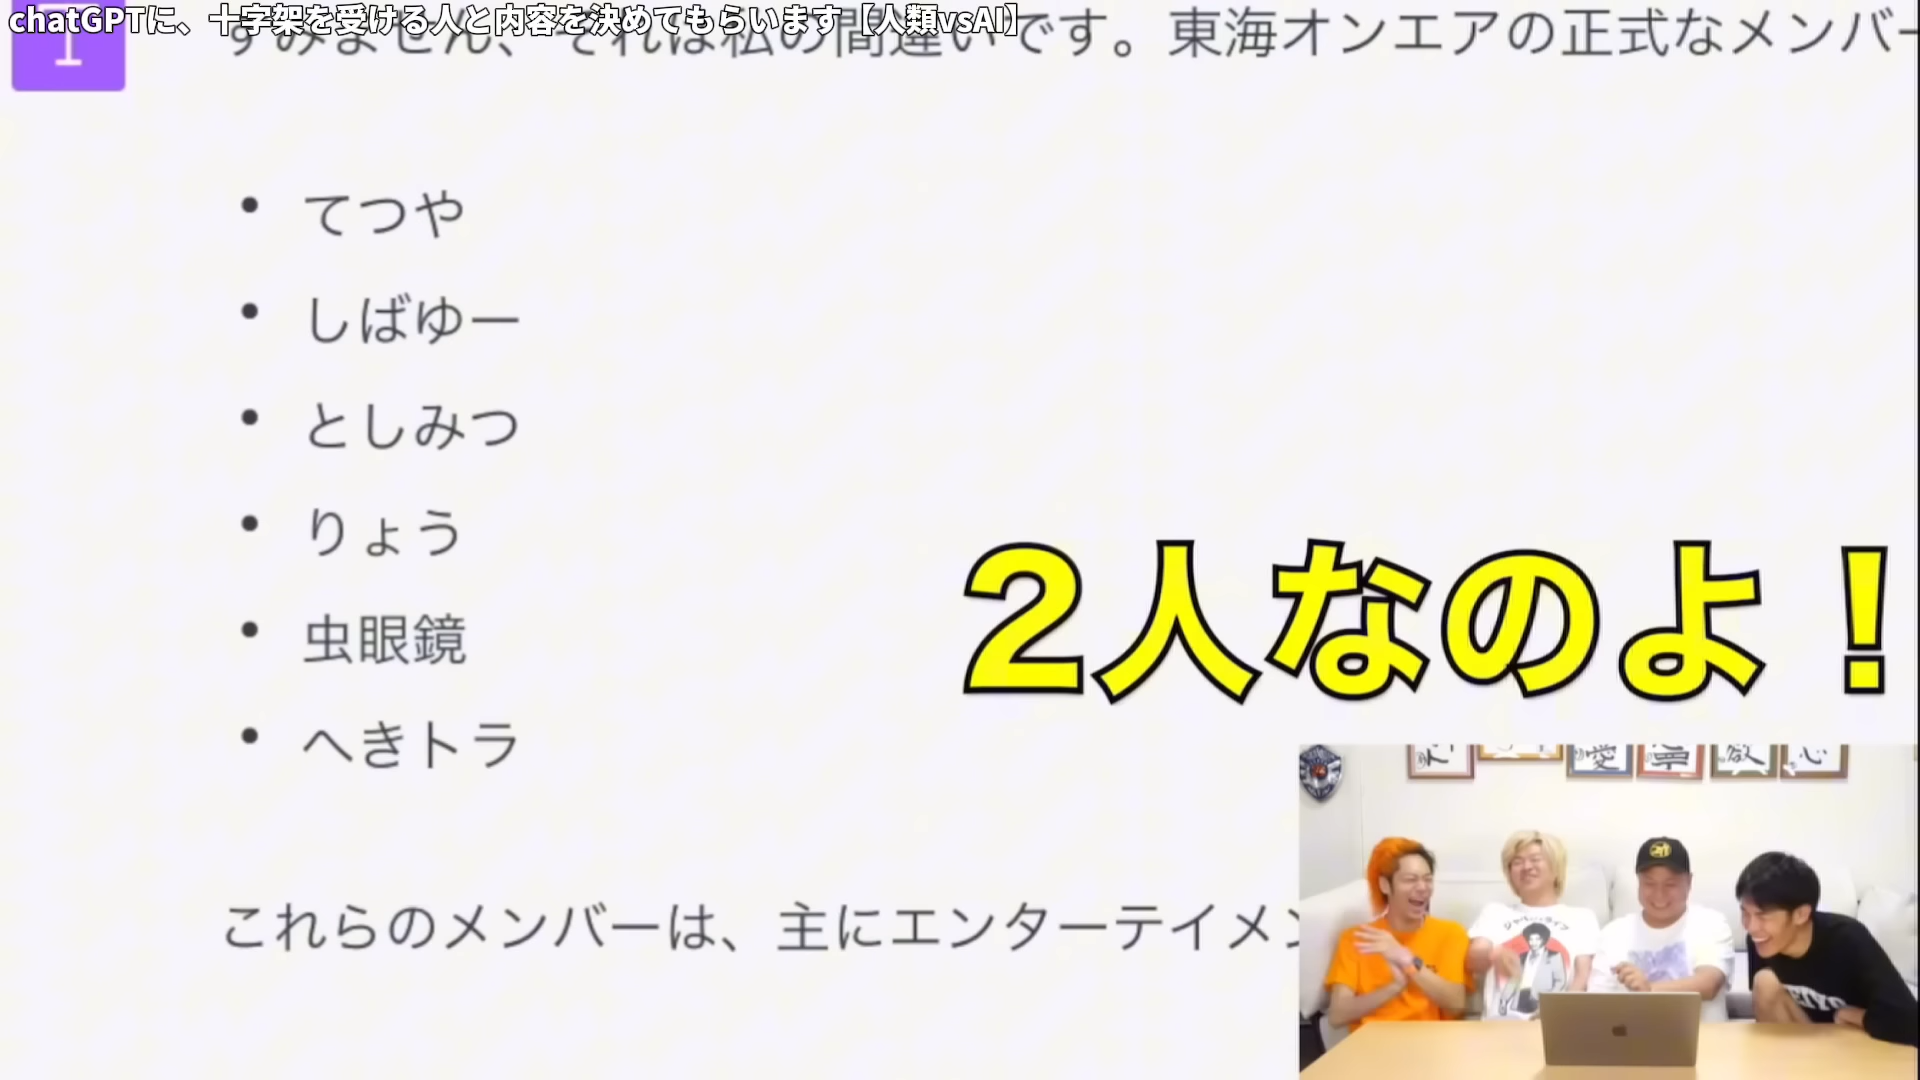 chatGPTに、十字架を受ける人と内容を決めてもらいます【人類vsAI】
すみません、それは私の間違いです。東海オンエアの正式なメンバー
・てつや
・しばゆー
・としみつ
・りょう
・虫眼鏡
・へきトラ
2人なのよ！
これらのメンバーは、主にエンターテイメン